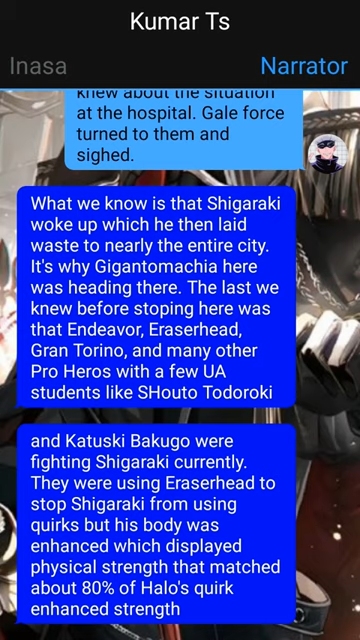 Kumar Ts
Inasa
Narrator
knew about the situation
at the hospital. Gale force
turned to them and
sighed.
What we know is that Shigaraki
woke up which he then laid
waste to nearly the entire city.
It's why Gigantomachia here
was heading there. The last we
knew before stoping here was
that Endeavor, Eraserhead,
Gran Torino, and many other
Pro Heros with a few UA
students like SHouto Todoroki
and Katuski Bakugo were
fighting Shigaraki currently.
They were using Eraserhead to
stop Shigaraki from using
quirks but his body was
enhanced which displayed
physical strength that matched
about 80% of Halo's quirk
enhanced strength